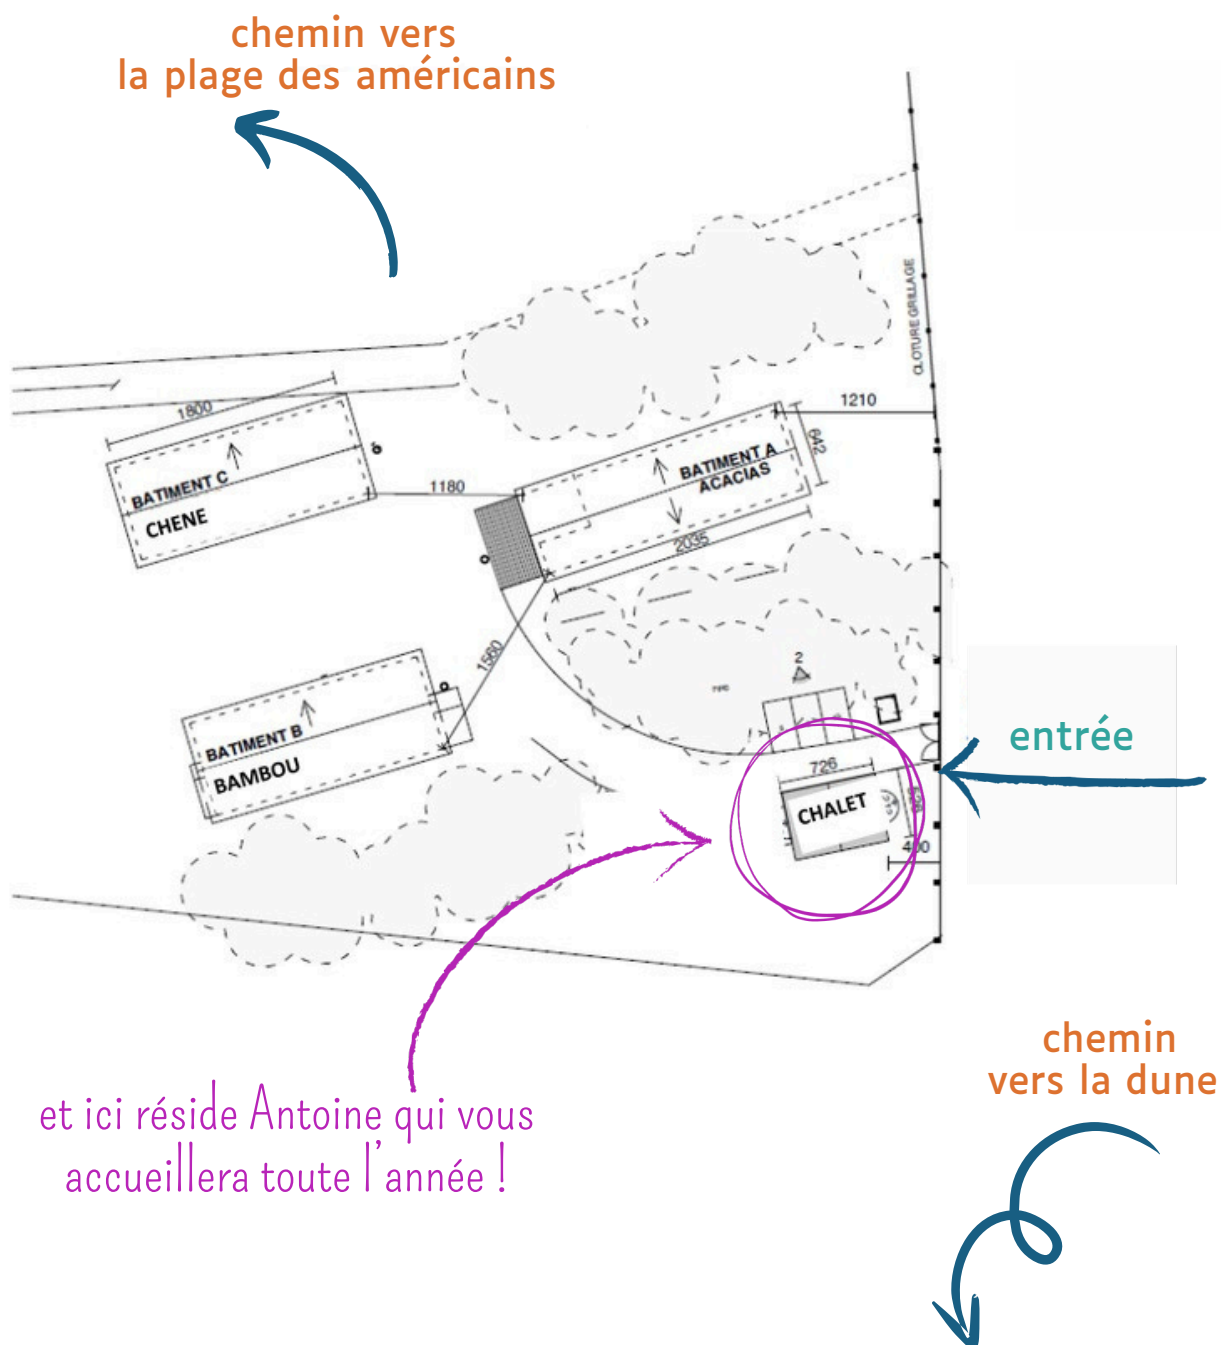 chemin vers
la plage des américains
CLOTURE GRILLAGE
1800
1210
BATIMENT C
CHENE
1180
BATIMENT A
ACACIAS
642
2035
1560
2
BATIMENT B
BAMBOU
entrée
726
CHALET
400
chemin
vers la dune
et ici réside Antoine qui vous
accueillera toute l'année !